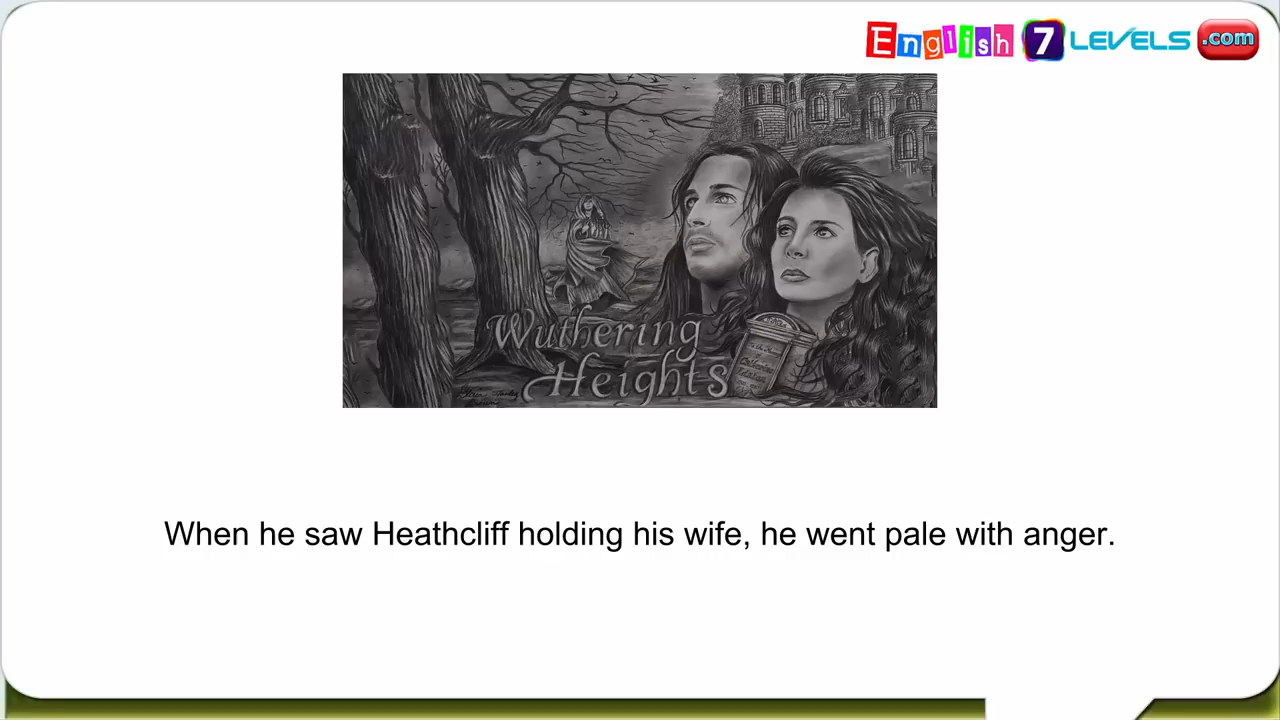 English 7 LEVELS .com
Wuthering
Heights
When he saw Heathcliff holding his wife, he went pale with anger.